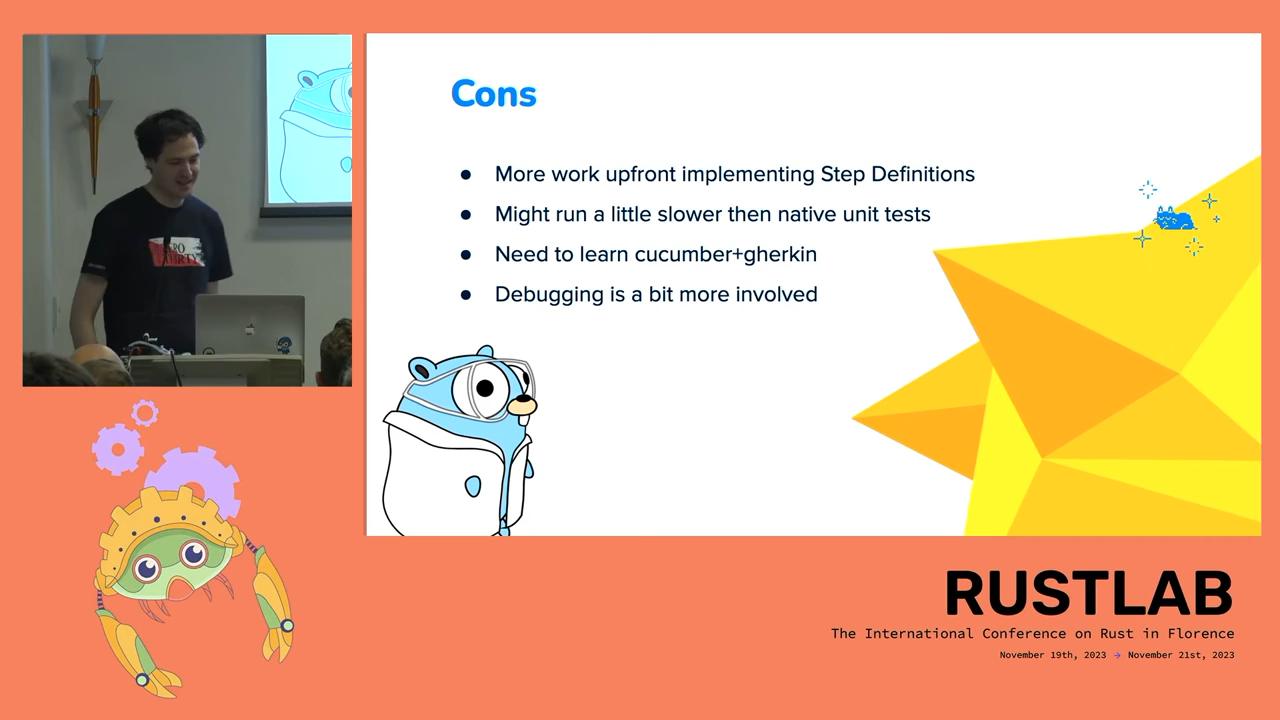 Cons
● More work upfront implementing Step Definitions
● Might run a little slower then native unit tests
● Need to learn cucumber+gherkin
● Debugging is a bit more involved
RUSTLAB
The International Conference on Rust in Florence
November 19th, 2023 → November 21st, 2023